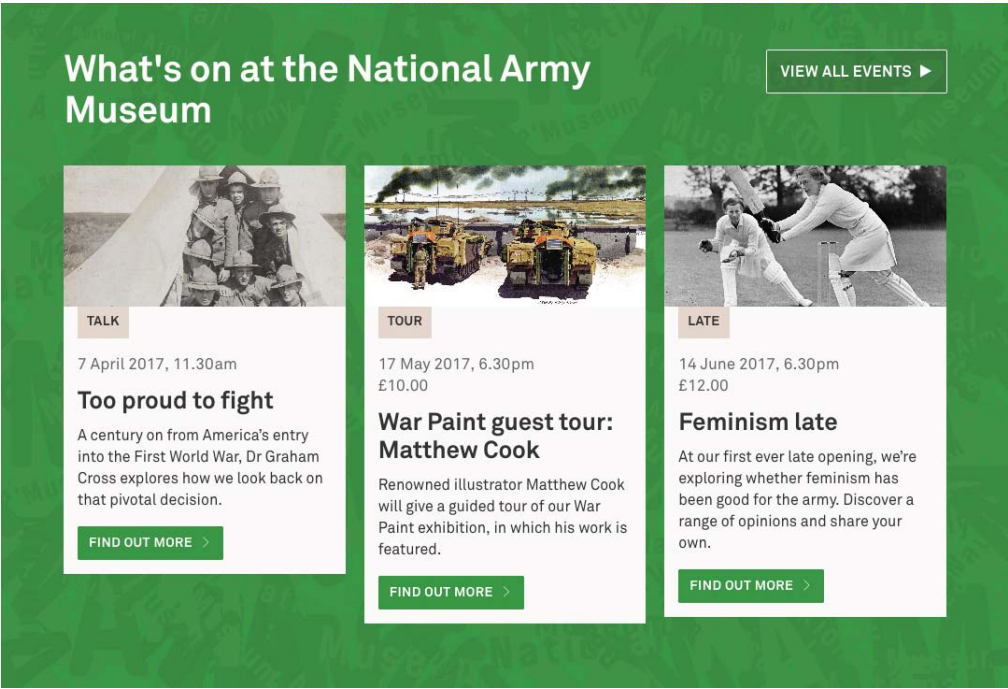 What's on at the National Army
Museum
VIEW ALL EVENTS
TALK
7 April 2017, 11.30am
Too proud to fight
A century on from America’s entry
into the First World War, Dr Graham
Cross explores how we look back on
that pivotal decision.
FIND OUT MORE
TOUR
17 May 2017, 6.30pm
£10.00
War Paint guest tour:
Matthew Cook
Renowned illustrator Matthew Cook
will give a guided tour of our War
Paint exhibition, in which his work is
featured.
FIND OUT MORE
LATE
14 June 2017, 6.30pm
£12.00
Feminism late
At our first ever late opening, we’re
exploring whether feminism has
been good for the army. Discover a
range of opinions and share your
own.
FIND OUT MORE